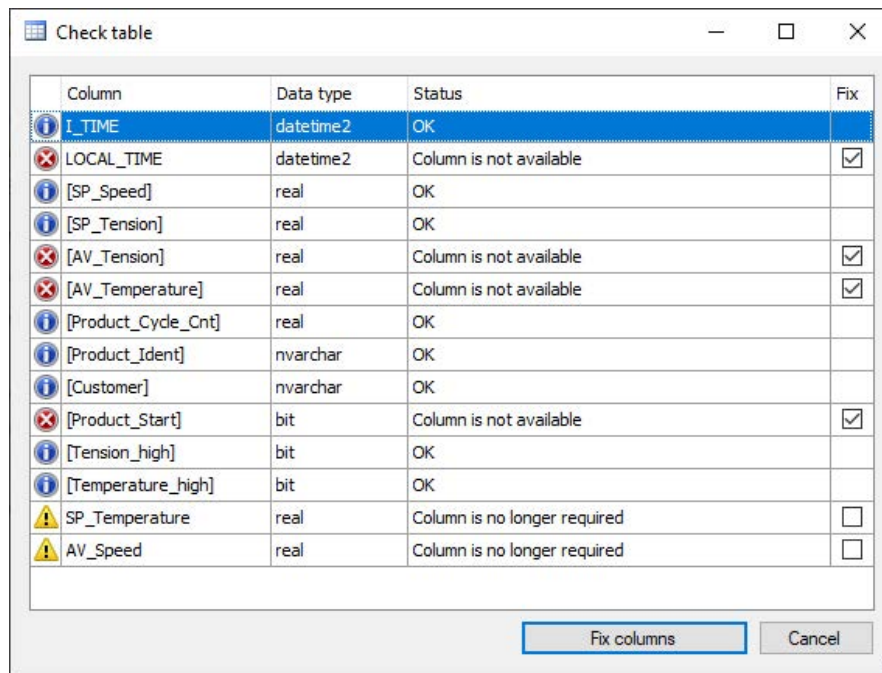 Check table
Column Data type Status Fix
I_TIME datetime2 OK
LOCAL_TIME datetime2 Column is not available
[SP_Speed] real OK
[SP_Tension] real OK
[AV_Tension] real Column is not available
[AV_Temperature] real Column is not available
[Product_Cycle_Cnt] real OK
[Product_Ident] nvarchar OK
[Customer] nvarchar OK
[Product_Start] bit Column is not available
[Tension_high] bit OK
[Temperature_high] bit OK
SP_Temperature real Column is no longer required
AV_Speed real Column is no longer required
Fix columns Cancel